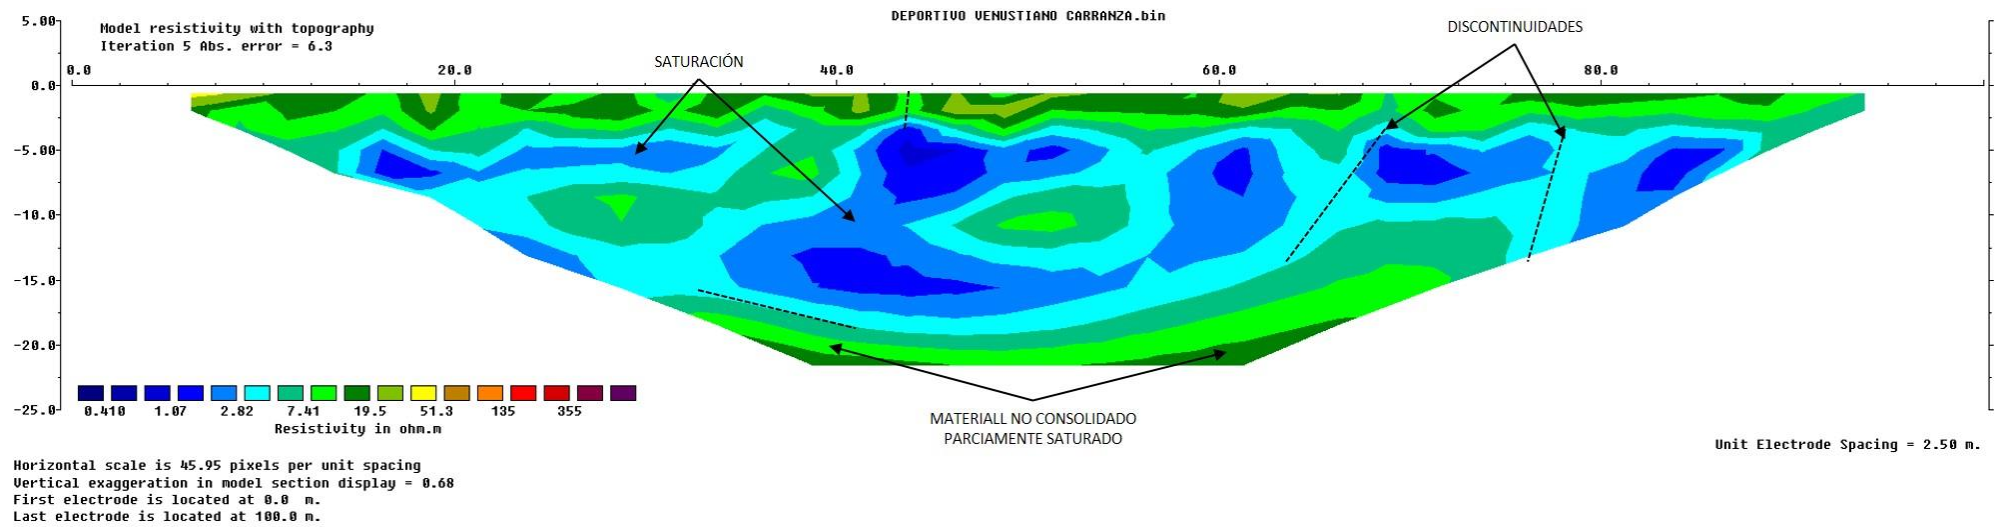 DEPORTIVO VENUSTIANO CARRANZA.bin
5.00
Model resistivity with topography
Iteration 5 Abs. error = 6.3
DISCONTINUIDADES
SATURACIÓN
0.0
20.0
40.0
60.0
80.0
0.0
-5.00
-10.0
-15.0
-20.0
-25.0
0.410 1.07 2.82 7.41 19.5 51.3 135 355
Resistivity in ohm.m
MATERIALL NO CONSOLIDADO
PARCIAMENTE SATURADO
Unit Electrode Spacing = 2.50 m.
Horizontal scale is 45.95 pixels per unit spacing
Vertical exaggeration in model section display = 0.68
First electrode is located at 0.0 m.
Last electrode is located at 100.0 m.